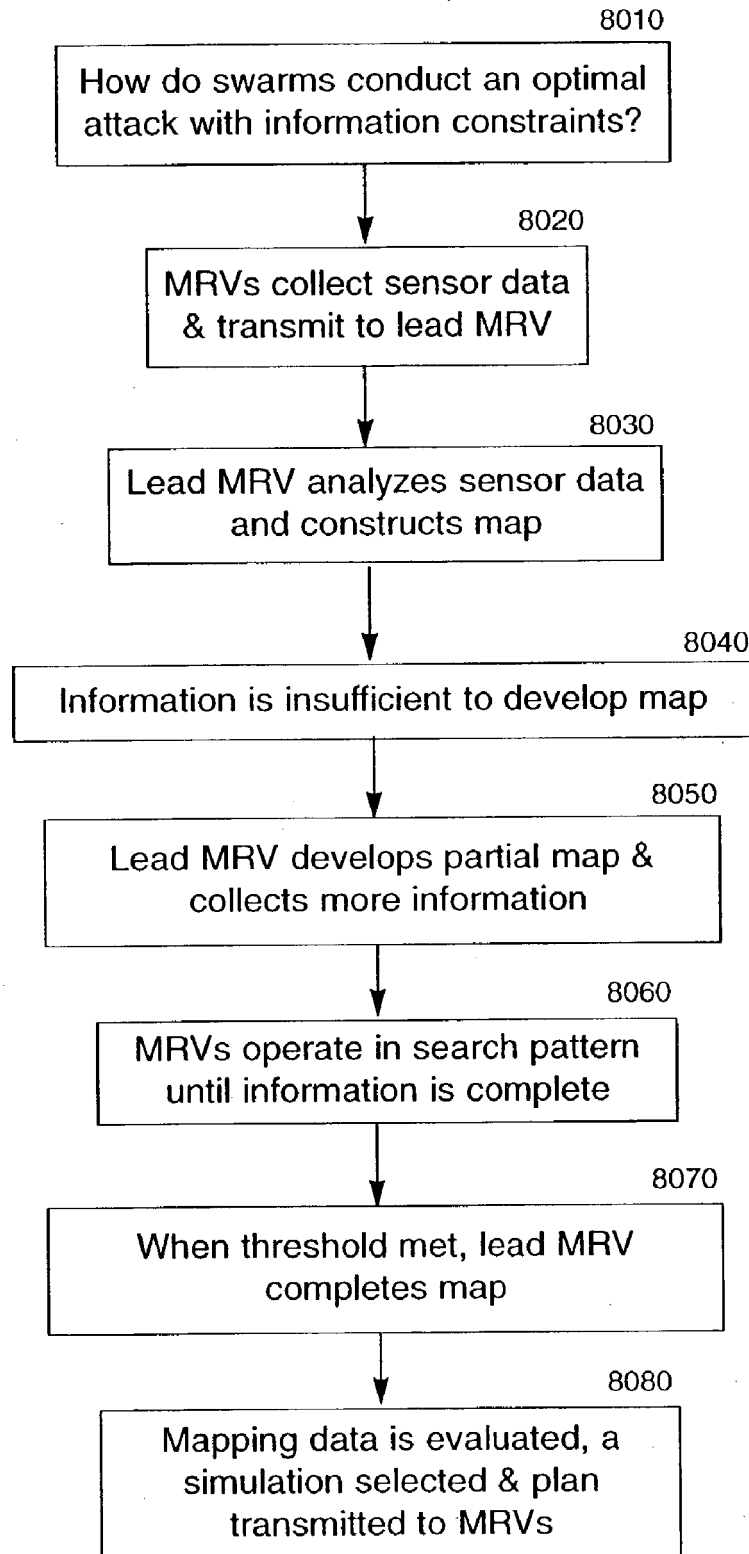 8010
How do swarms conduct an optimal
attack with information constraints?
8020
MRVs collect sensor data
& transmit to lead MRV
8030
Lead MRV analyzes sensor data
and constructs map
8040
Information is insufficient to develop map
8050
Lead MRV develops partial map &
collects more information
8060
MRVs operate in search pattern
until information is complete
8070
When threshold met, lead MRV
completes map
8080
Mapping data is evaluated, a
simulation selected & plan
transmitted to MRVs